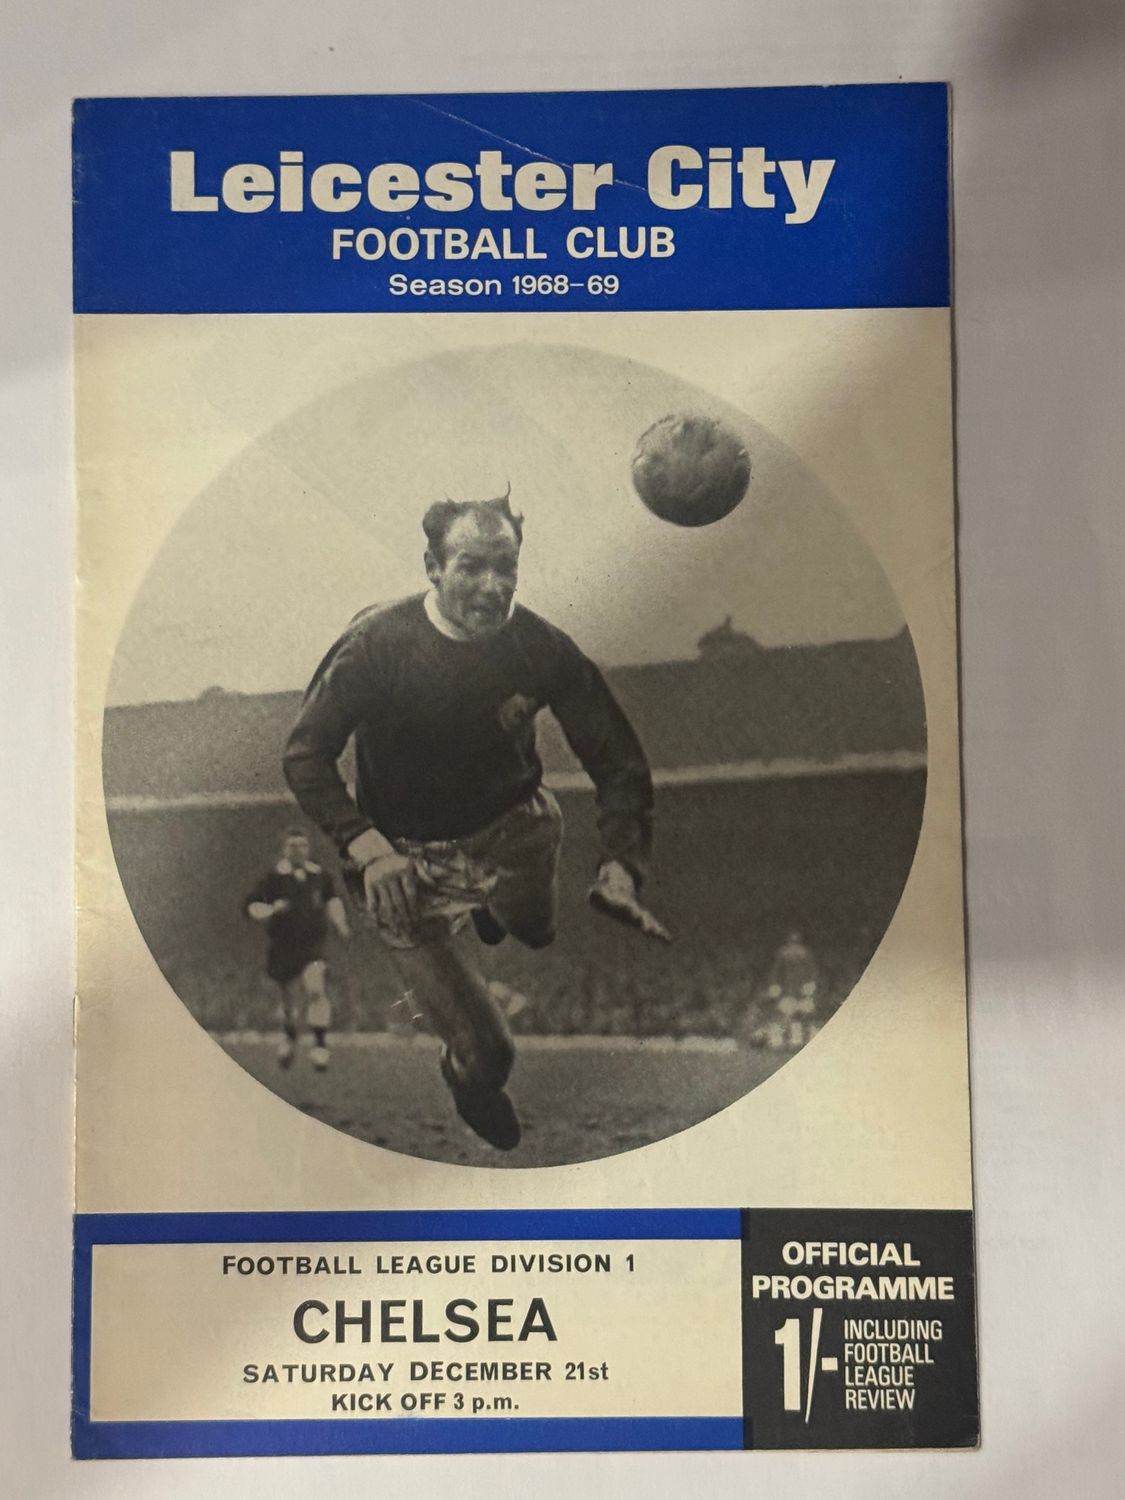 Leicester City
FOOTBALL CLUB
Season 1968-69
FOOTBALL LEAGUE DIVISION 1
CHELSEA
SATURDAY DECEMBER 21st
KICK OFF 3 p.m.
OFFICIAL
PROGRAMME
1/-
INCLUDING
FOOTBALL
LEAGUE
REVIEW